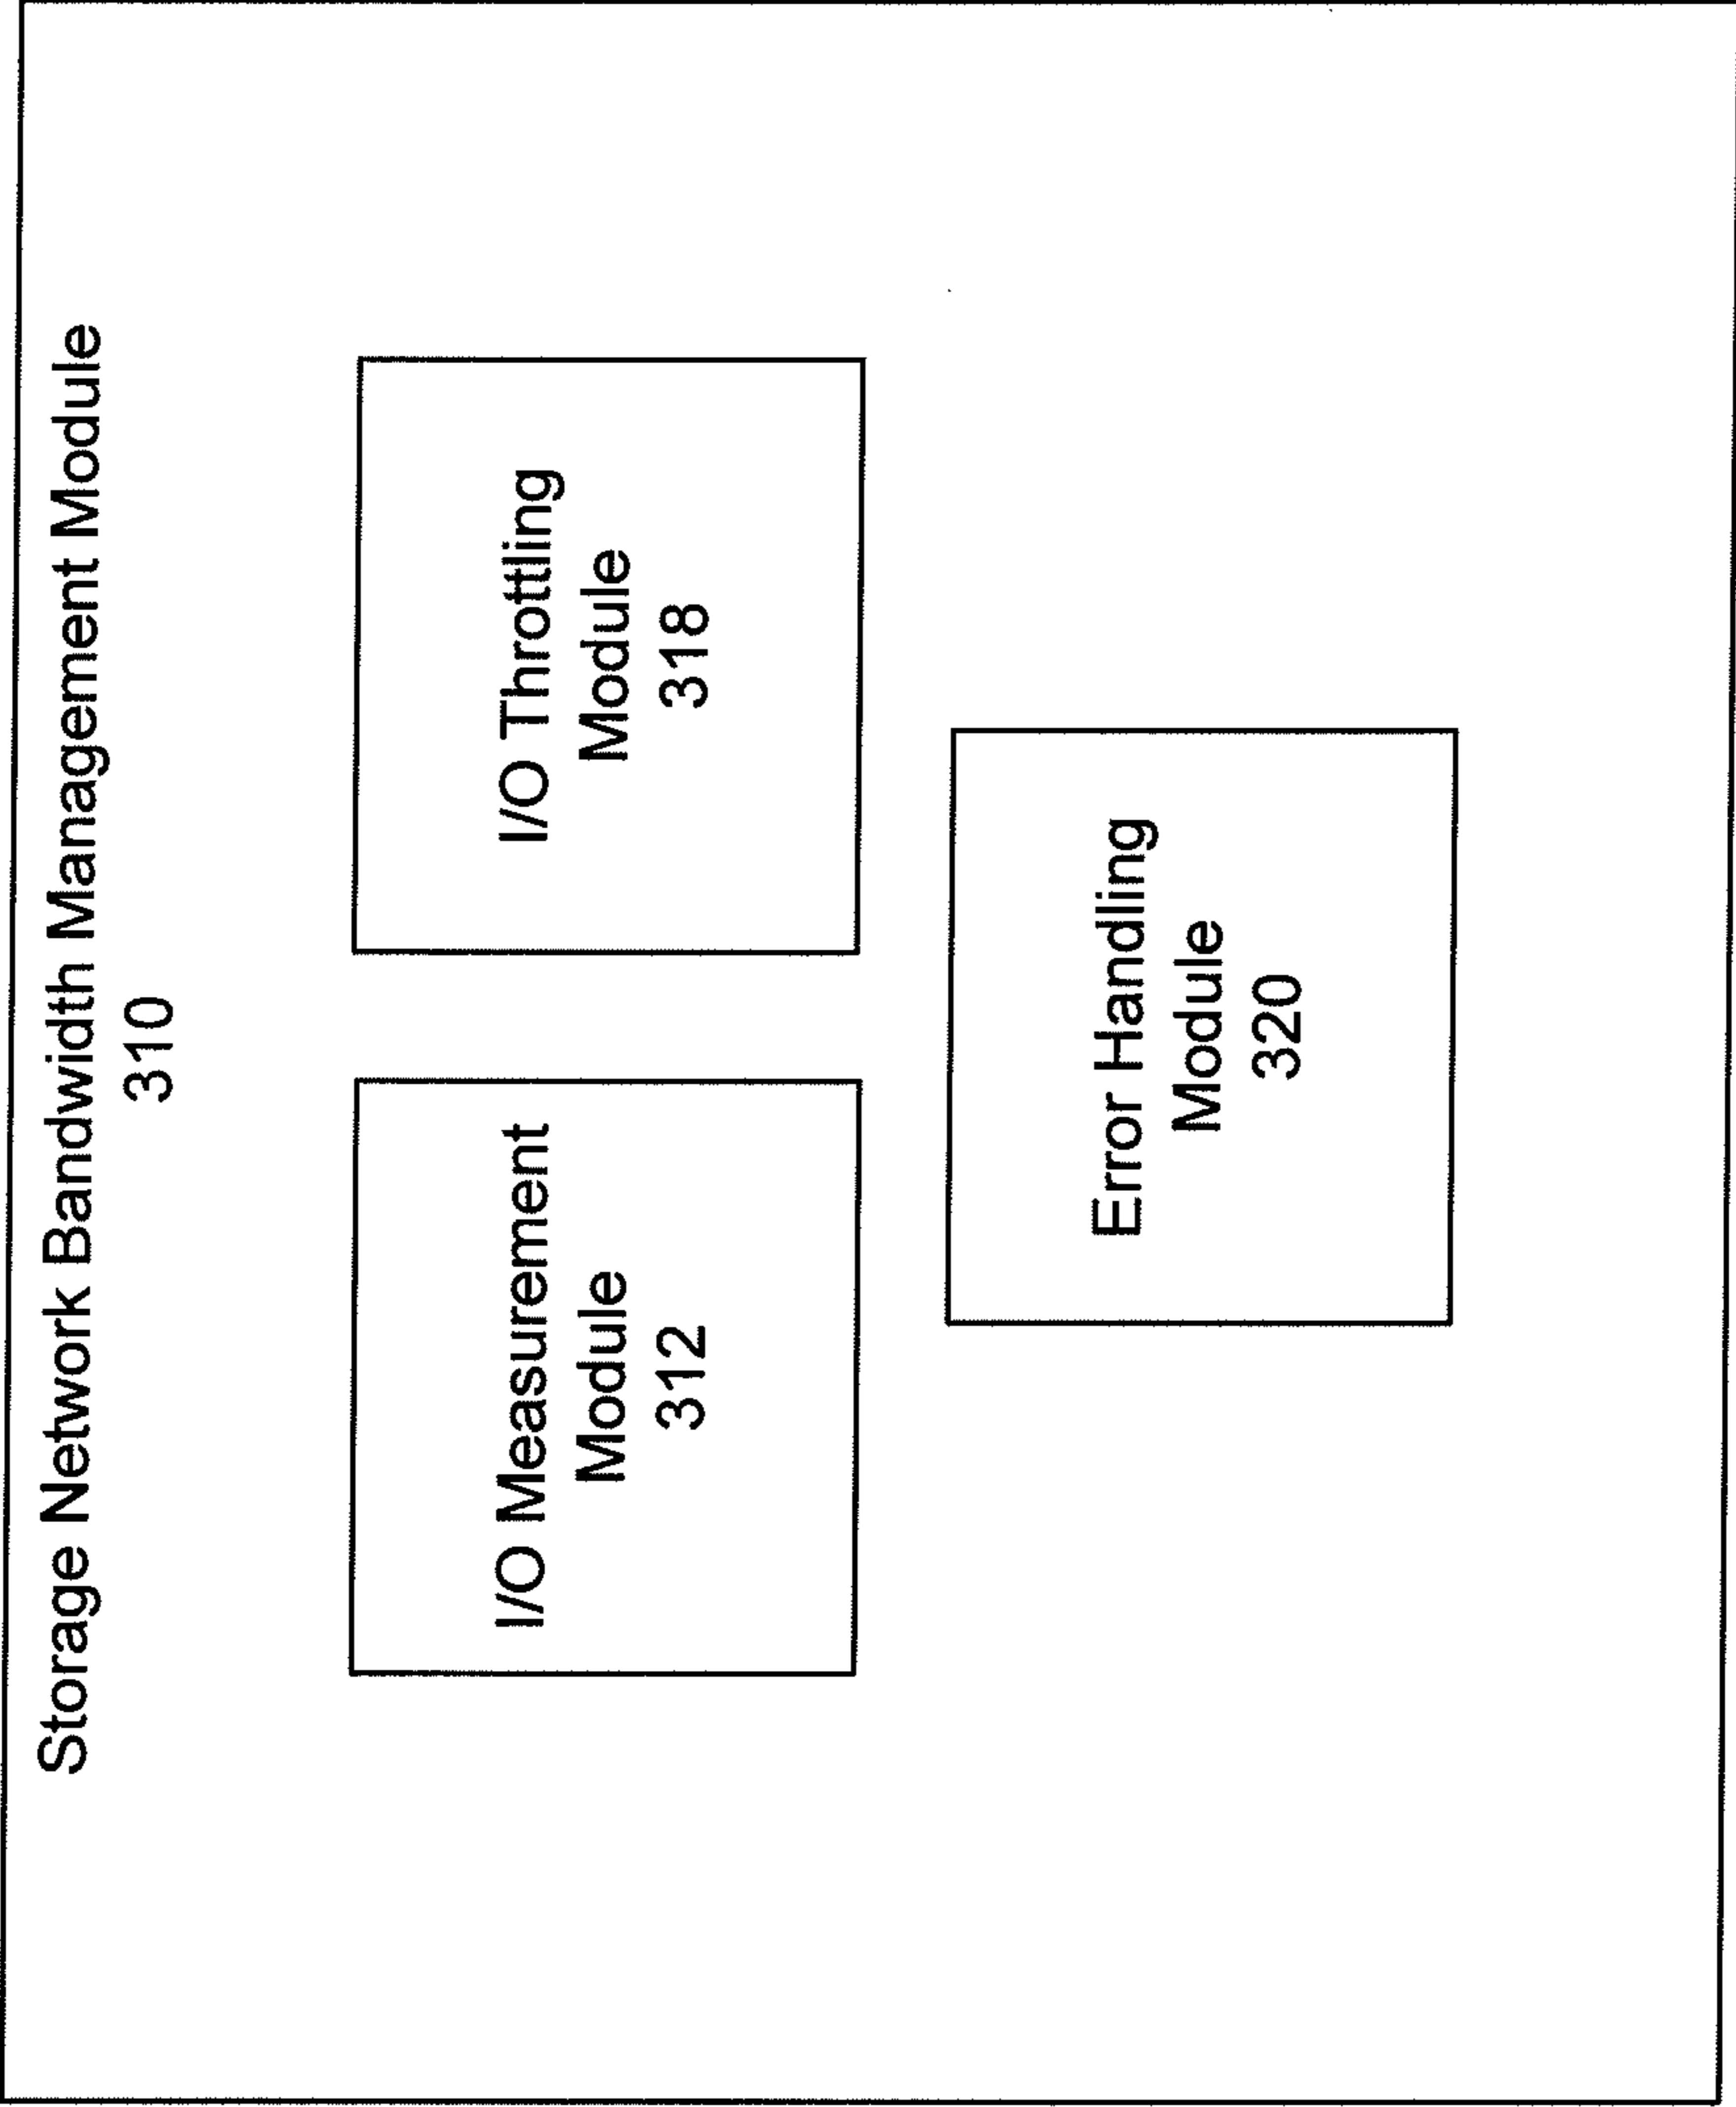 Storage Network Bandwidth Management Module
310
I/O Measurement
Module
312
I/O Throttling
Module
318
Error Handling
Module
320